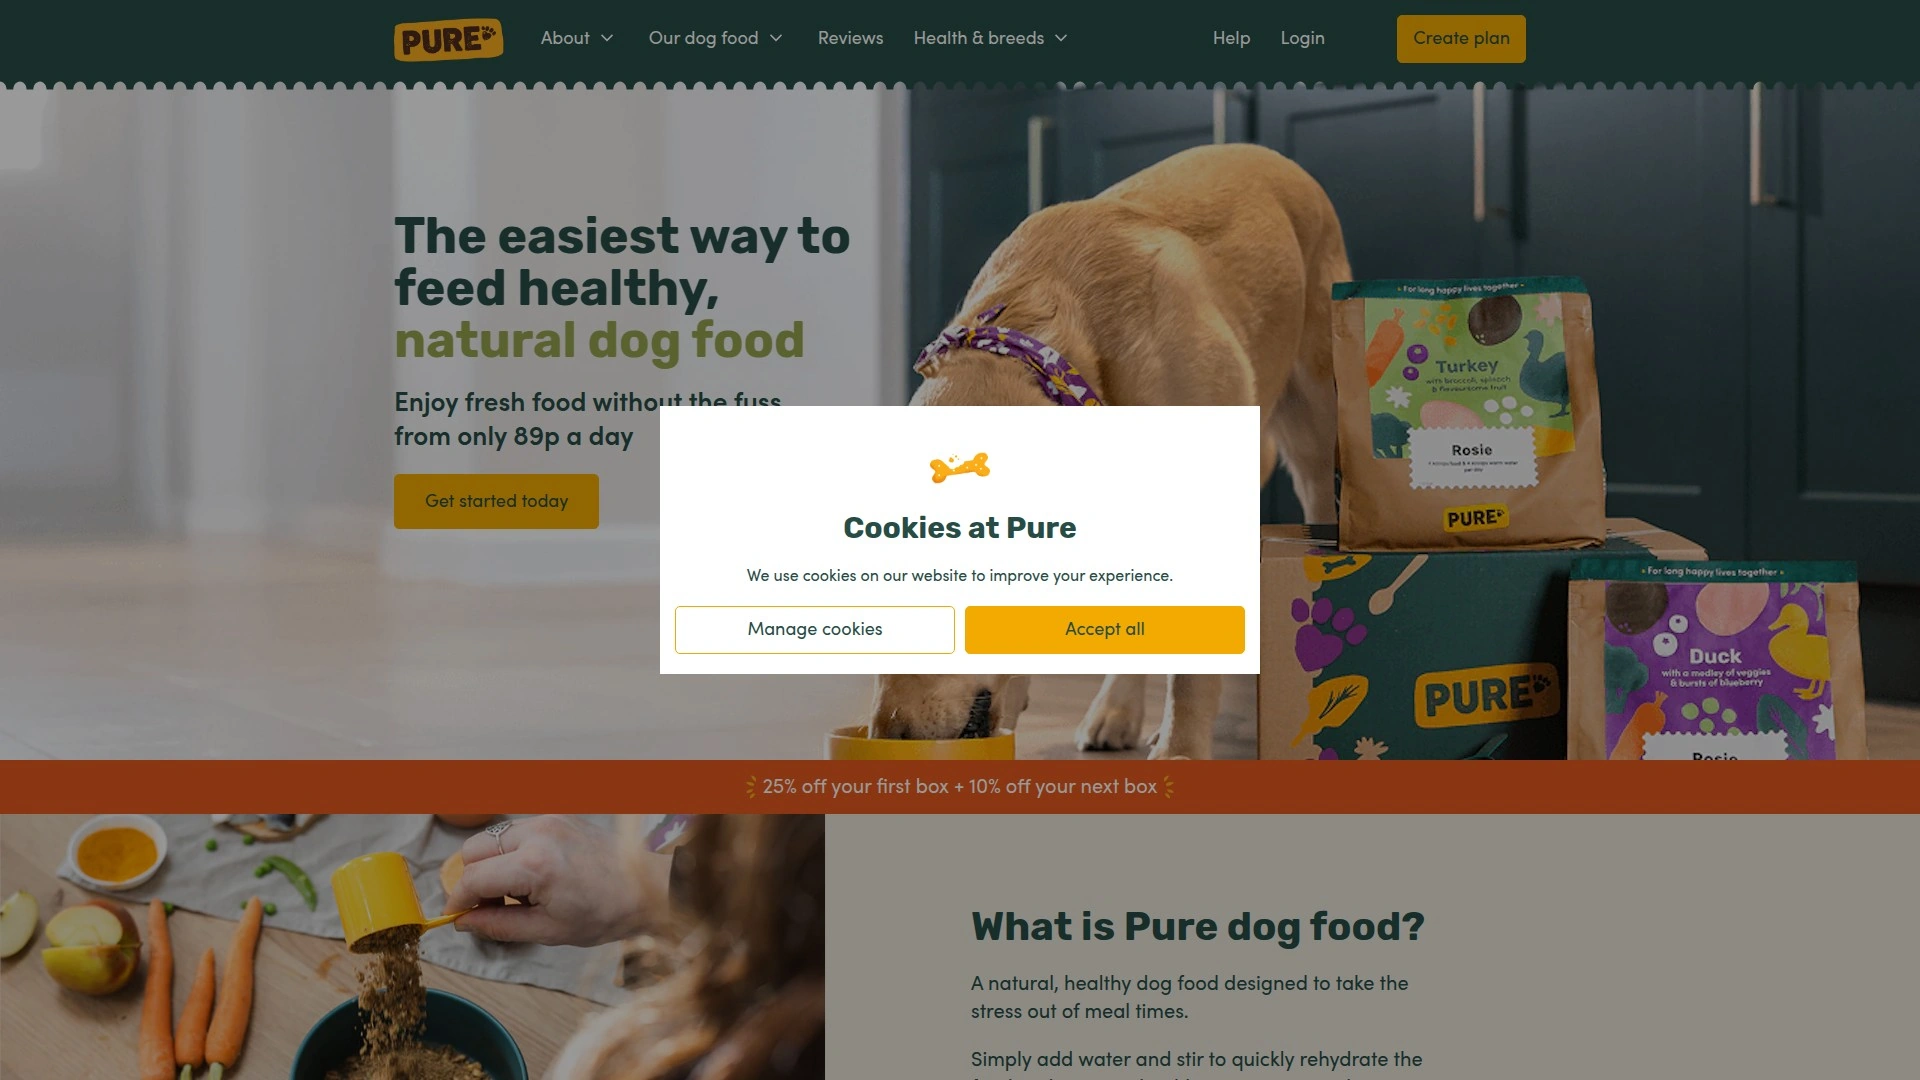 PURE
About
Our dog food
Reviews
Health & breeds
Help
Login
Create plan
The easiest way to
feed healthy,
natural dog food
Enjoy fresh food without the fuss
from only 89p a day
Get started today
• For long happy lives together •
Turkey
with broccoli, spinach
& flavoursome fruit
Rosie
PURE
Cookies at Pure
We use cookies on our website to improve your experience.
Manage cookies
Accept all
PURE
• For long happy lives together •
Duck
with a medley of veggies
& bursts of blueberry
Rosie
25% off your first box + 10% off your next box
What is Pure dog food?
A natural, healthy dog food designed to take the
stress out of meal times.
Simply add water and stir to quickly rehydrate the